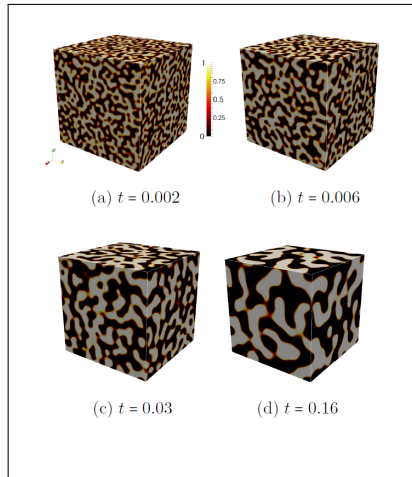 1
0.75
0.5
0.25
0
(a) t = 0.002
(b) t = 0.006
(c) t = 0.03
(d) t = 0.16